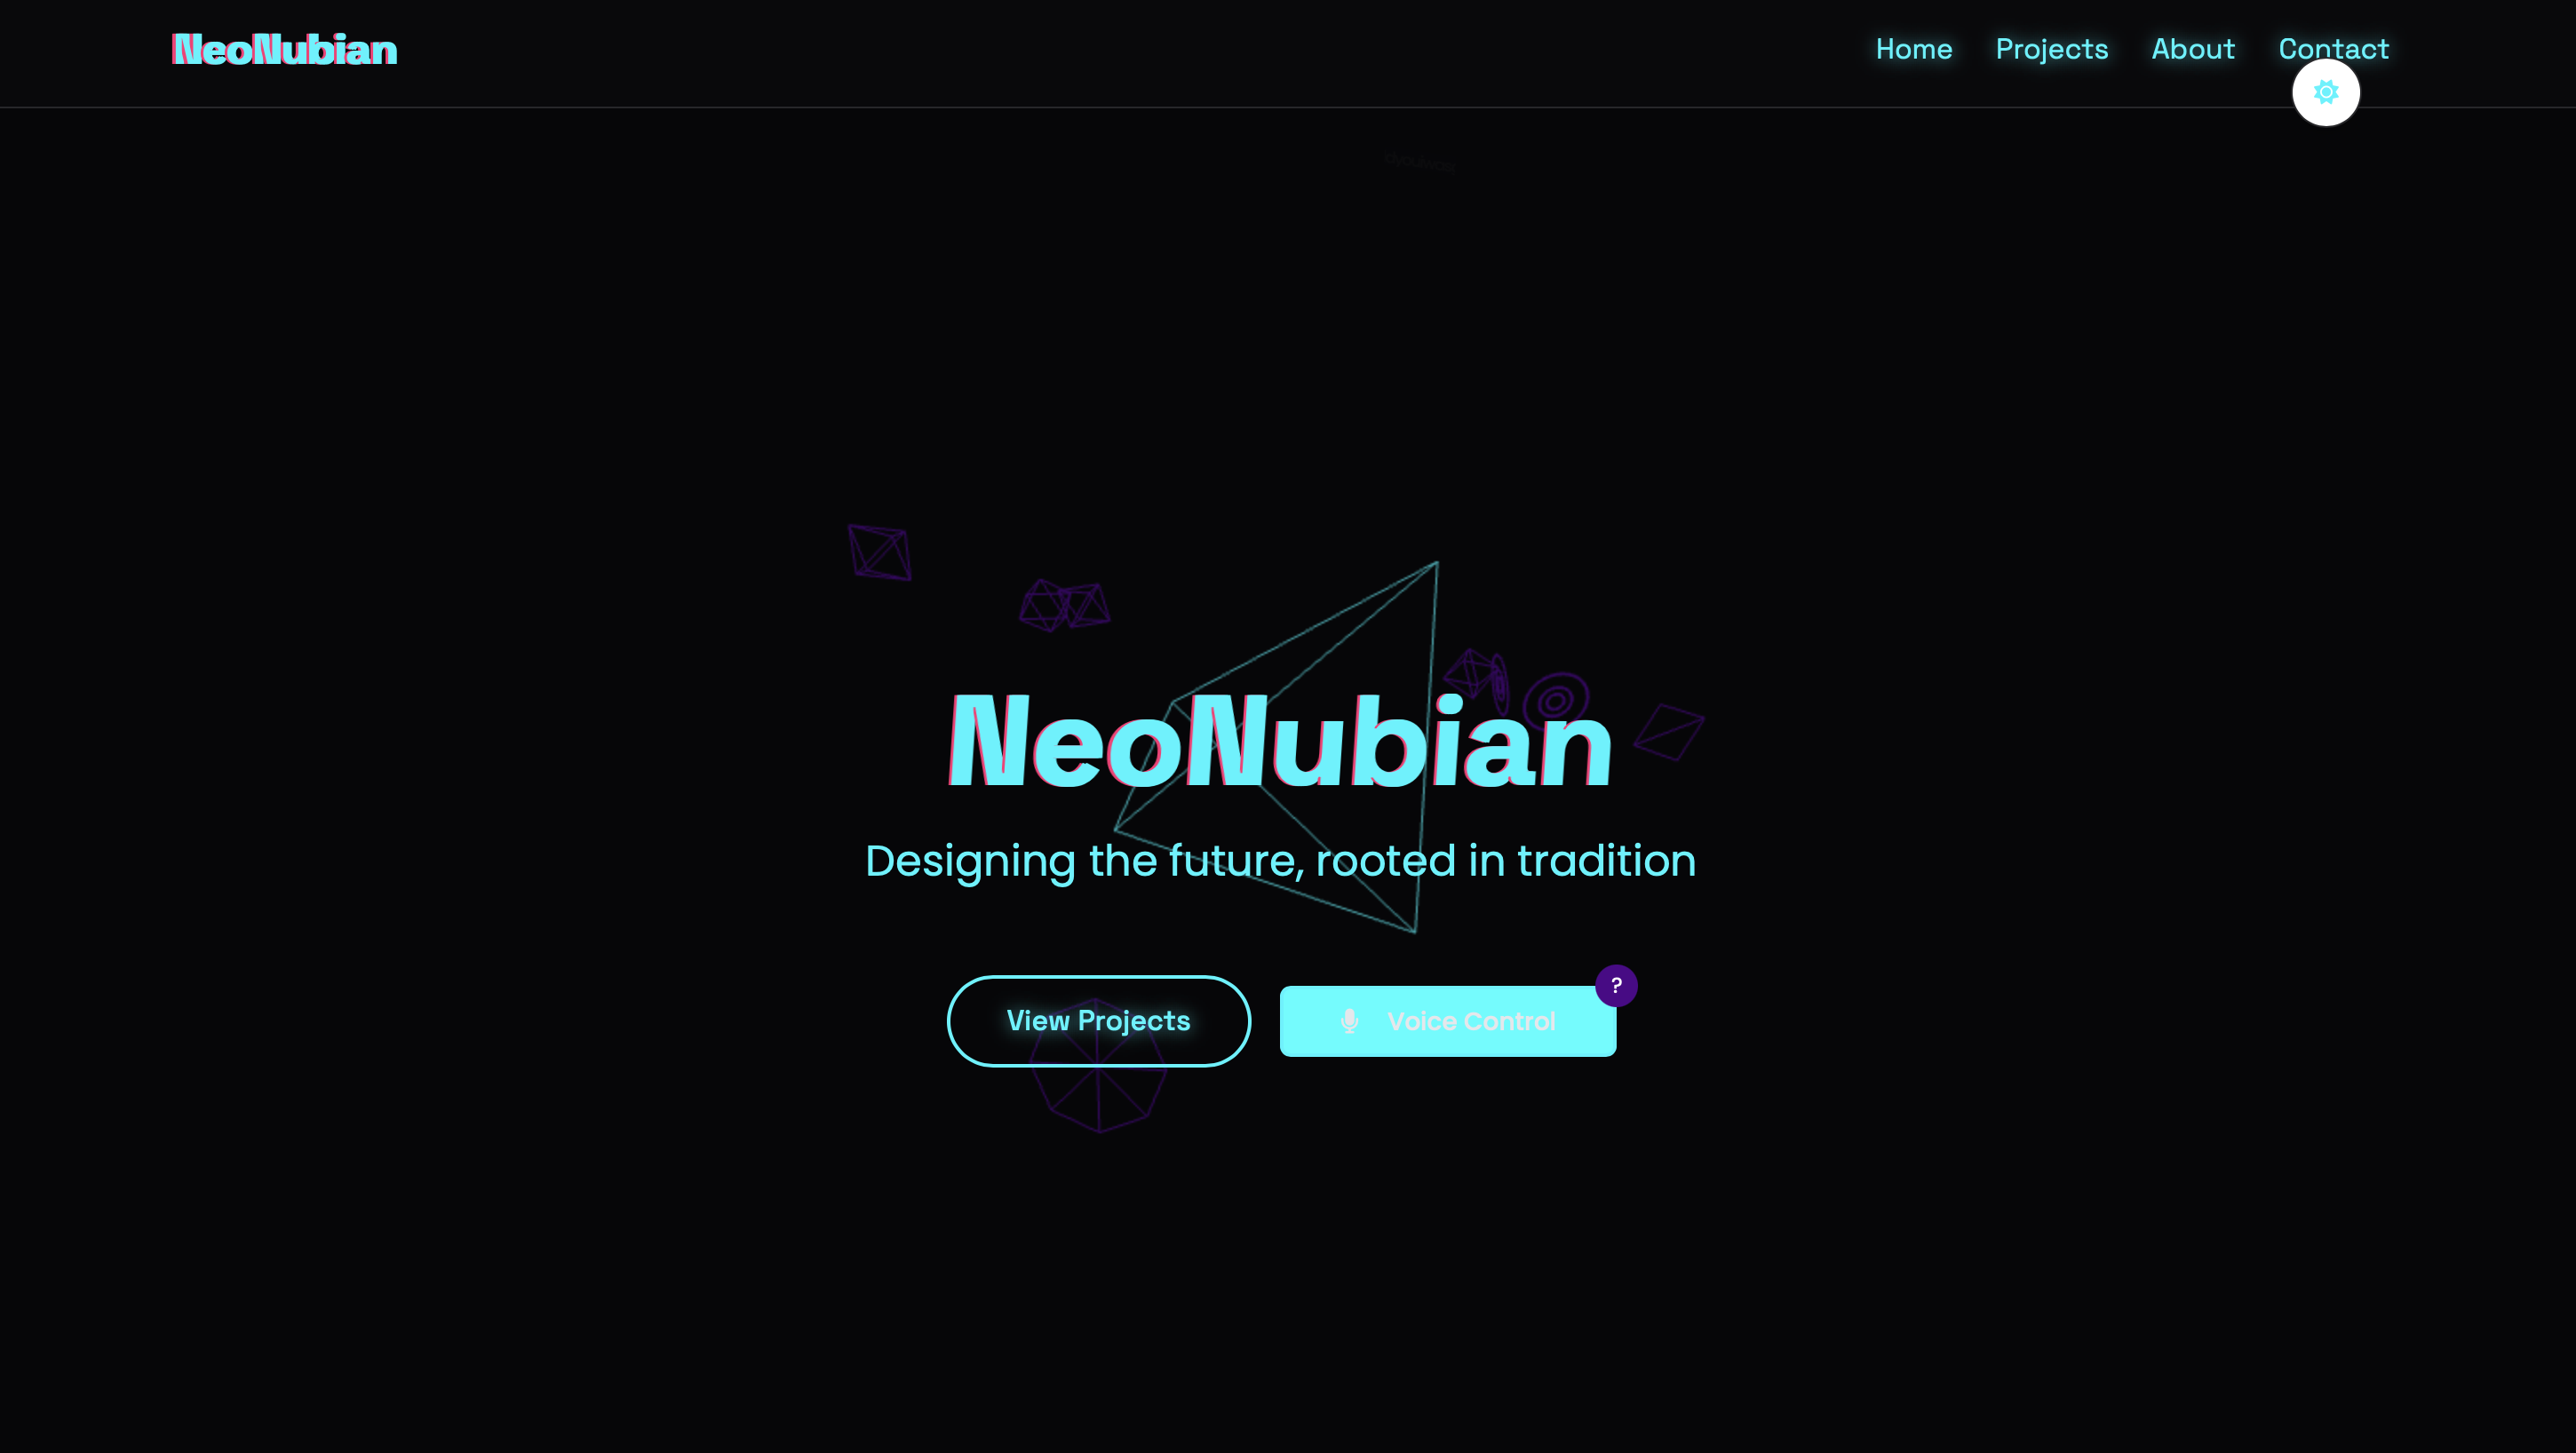 NeoNubian
Home Projects About Contact
NeoNubian
Designing the future, rooted in tradition
?
View Projects Voice Control